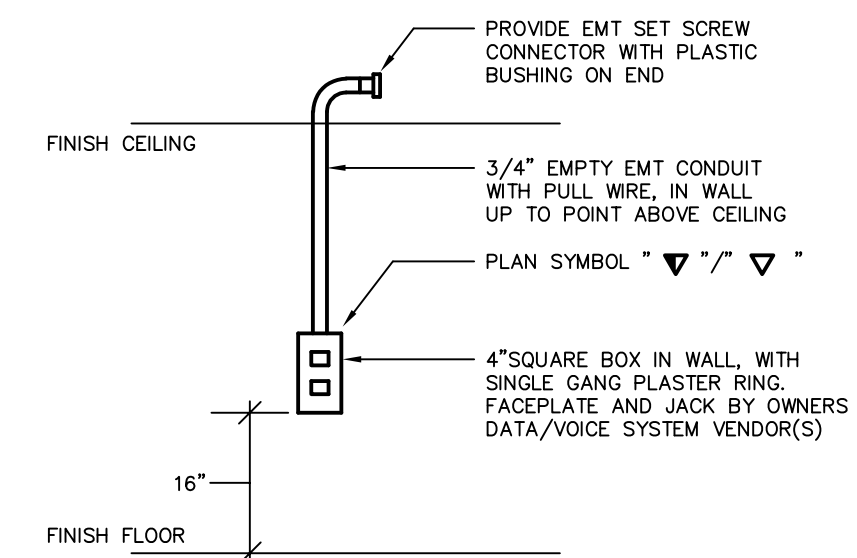 PROVIDE EMT SET SCREW
CONNECTOR WITH PLASTIC
BUSHING ON END
FINISH CEILING
3/4" EMPTY EMT CONDUIT
WITH PULL WIRE, IN WALL
UP TO POINT ABOVE CEILING
PLAN SYMBOL " "/" "
4"SQUARE BOX IN WALL, WITH
SINGLE GANG PLASTER RING.
FACEPLATE AND JACK BY OWNERS
DATA/VOICE SYSTEM VENDOR(S)
16"
FINISH FLOOR